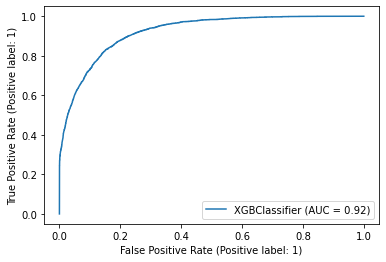 1.0
0.8
0.6
0.4
0.2
0.0
True Positive Rate (Positive label: 1)
XGBClassifier (AUC = 0.92)
0.0 0.2 0.4 0.6 0.8 1.0
False Positive Rate (Positive label: 1)